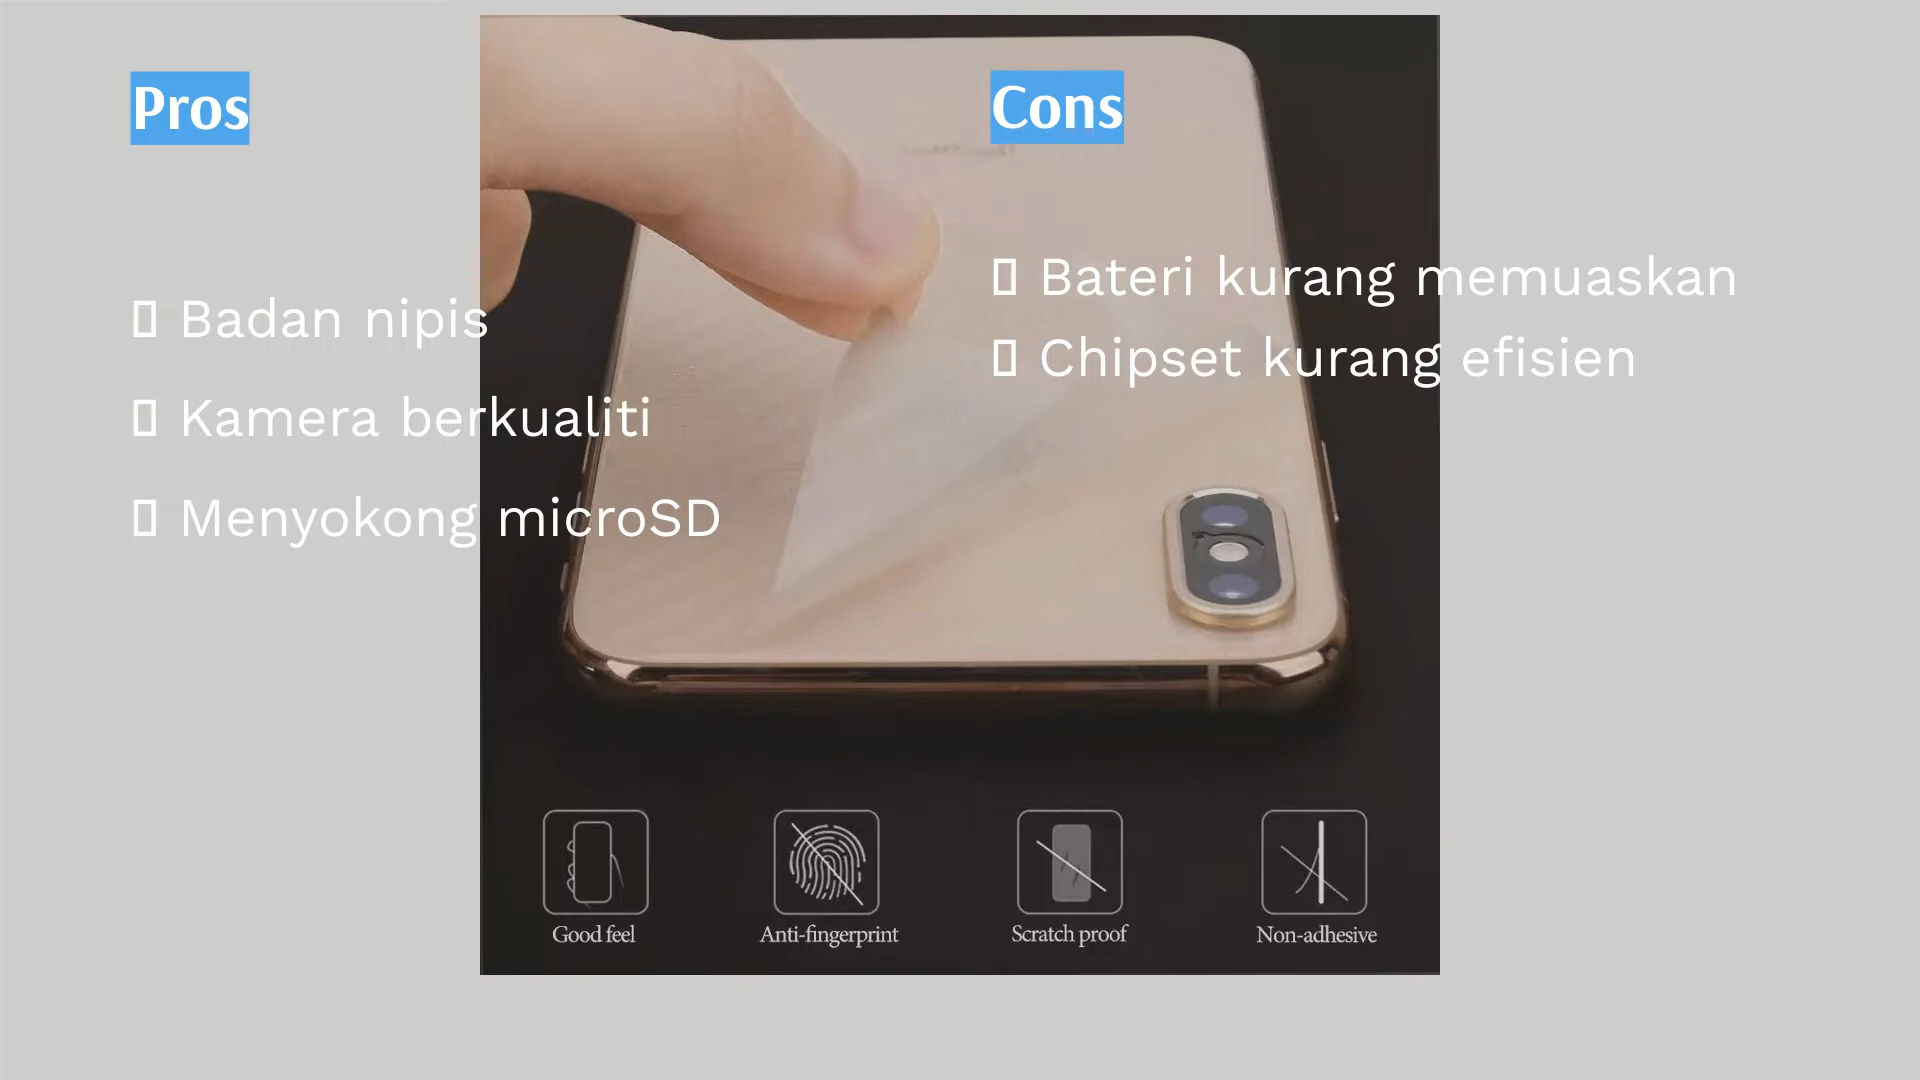 Pros
Badan nipis
Kamera berkualiti
Menyokong microSD
Cons
Bateri kurang memuaskan
Chipset kurang efisien
Good feel
Anti-fingerprint
Scratch proof
Non-adhesive